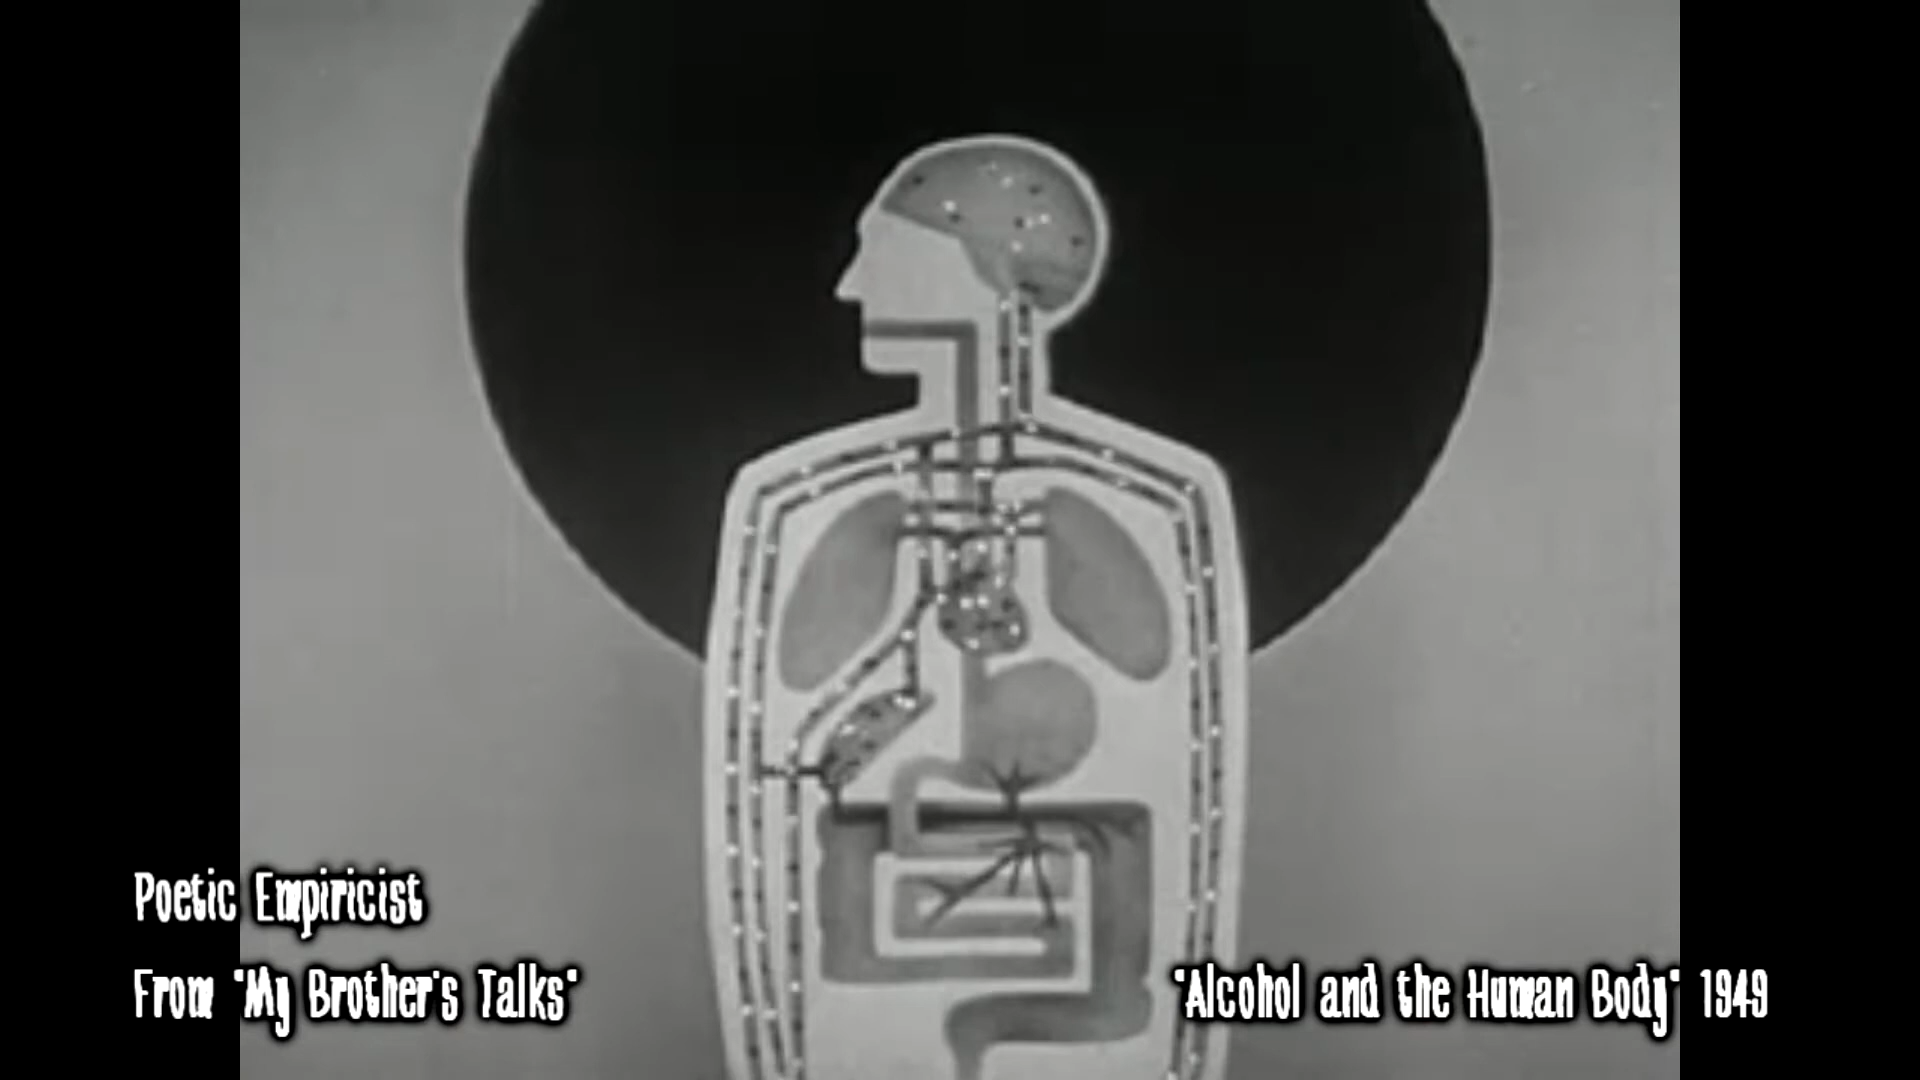 Poetic Empiricist
From "My Brother's Talks"
"Alcohol and the Human Body" 1949